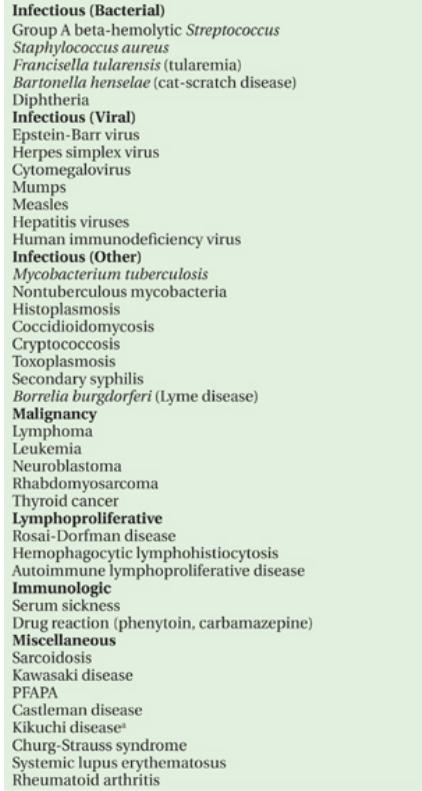 Infectious (Bacterial)
Group A beta-hemolytic Streptococcus
Staphylococcus aureus
Francisella tularensis (tularemia)
Bartonella henselae (cat-scratch disease)
Diphtheria
Infectious (Viral)
Epstein-Barr virus
Herpes simplex virus
Cytomegalovirus
Mumps
Measles
Hepatitis viruses
Human immunodeficiency virus
Infectious (Other)
Mycobacterium tuberculosis
Nontuberculous mycobacteria
Histoplasmosis
Coccidioidomycosis
Cryptococcosis
Toxoplasmosis
Secondary syphilis
Borrelia burgdorferi (Lyme disease)
Malignancy
Lymphoma
Leukemia
Neuroblastoma
Rhabdomyosarcoma
Thyroid cancer
Lymphoproliferative
Rosai-Dorfman disease
Hemophagocytic lymphohistiocytosis
Autoimmune lymphoproliferative disease
Immunologic
Serum sickness
Drug reaction (phenytoin, carbamazepine)
Miscellaneous
Sarcoidosis
Kawasaki disease
PFAPA
Castleman disease
Kikuchi diseaseᵃ
Churg-Strauss syndrome
Systemic lupus erythematosus
Rheumatoid arthritis